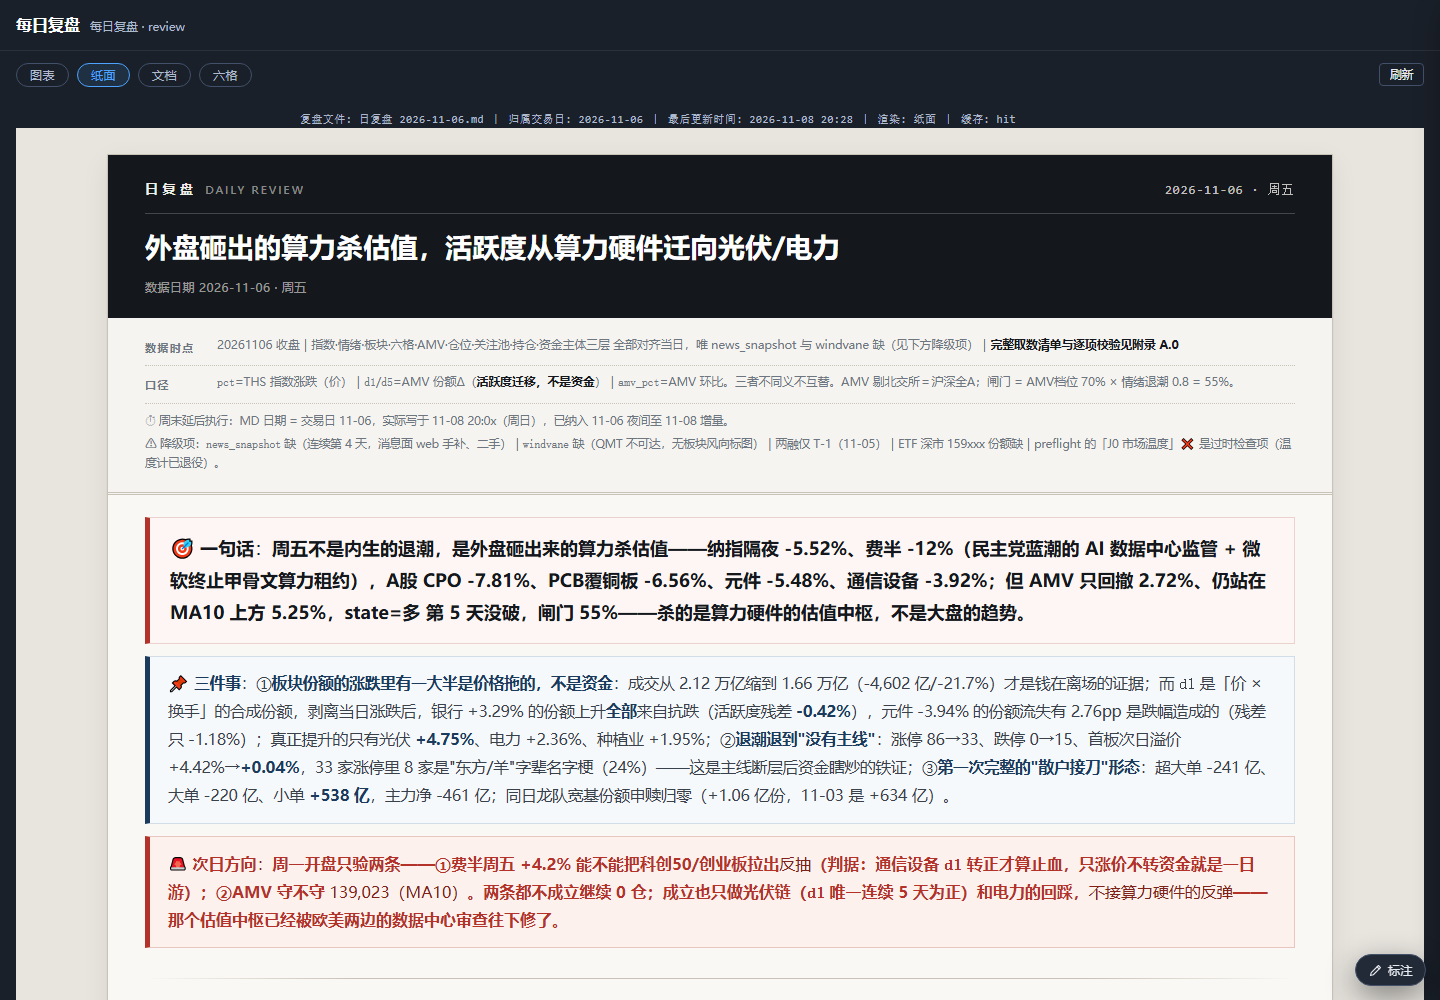 每日复盘 每日复盘 · review
图表 纸面 文档 六格 刷新
复盘文件: 日复盘 2026-11-06.md | 归属交易日: 2026-11-06 | 最后更新时间: 2026-11-08 20:28 | 渲染: 纸面 | 缓存: hit
日复盘 DAILY REVIEW 2026-11-06 · 周五
外盘砸出的算力杀估值，活跃度从算力硬件迁向光伏/电力
数据日期 2026-11-06 · 周五
数据时点 20261106 收盘 | 指数·情绪·板块·六格·AMV·仓位·关注池·持仓·资金主体三层 全部对齐当日，唯 news_snapshot 与 windvane 缺（见下方降级项） | 完整取数清单与逐项校验见附录 A.0
口径 pct=THS 指数涨跌（价） | d1/d5=AMV 份额Δ（活跃度迁移，不是资金） | amv_pct=AMV 环比。三者不同义不互替。AMV 剔北交所＝沪深全A；闸门 = AMV档位 70% × 情绪退潮 0.8 = 55%。
⏱ 周末延后执行：MD 日期 = 交易日 11-06，实际写于 11-08 20:0x（周日），已纳入 11-06 夜间至 11-08 增量。
⚠ 降级项：news_snapshot 缺（连续第 4 天，消息面 web 手补、二手） | windvane 缺（QMT 不可达，无板块风向标图） | 两融仅 T-1（11-05） | ETF 深市 159xxx 份额缺 | preflight 的「J0 市场温度」❌ 是过时检查项（温
度计已退役）。
🎯 一句话：周五不是内生的退潮，是外盘砸出来的算力杀估值——纳指隔夜 -5.52%、费半 -12%（民主党蓝潮的 AI 数据中心监管 + 微
软终止甲骨文算力租约），A股 CPO -7.81%、PCB覆铜板 -6.56%、元件 -5.48%、通信设备 -3.92%；但 AMV 只回撤 2.72%、仍站在
MA10 上方 5.25%，state=多 第 5 天没破，闸门 55%——杀的是算力硬件的估值中枢，不是大盘的趋势。
📌 三件事：①板块份额的涨跌里有一大半是价格拖的，不是资金：成交从 2.12 万亿缩到 1.66 万亿（-4,602 亿/-21.7%）才是钱在离场的证据；而 d1 是「价 ×
换手」的合成份额，剥离当日涨跌后，银行 +3.29% 的份额上升全部来自抗跌（活跃度残差 -0.42%），元件 -3.94% 的份额流失有 2.76pp 是跌幅造成的（残差
只 -1.18%）；真正提升的只有光伏 +4.75%、电力 +2.36%、种植业 +1.95%；②退潮退到"没有主线"：涨停 86→33、跌停 0→15、首板次日溢价
+4.42%→+0.04%，33 家涨停里 8 家是"东方/羊"字辈名字梗（24%）——这是主线断层后资金瞎炒的铁证；③第一次完整的"散户接刀"形态：超大单 -241 亿、
大单 -220 亿、小单 +538 亿，主力净 -461 亿；同日龙队宽基份额申赎归零（+1.06 亿份，11-03 是 +634 亿）。
🚨 次日方向：周一开盘只验两条——①费半周五 +4.2% 能不能把科创50/创业板拉出反抽（判据：通信设备 d1 转正才算止血，只涨价不转资金就是一日
游）；②AMV 守不守 139,023（MA10）。两条都不成立继续 0 仓；成立也只做光伏链（d1 唯一连续 5 天为正）和电力的回踩，不接算力硬件的反弹——
那个估值中枢已经被欧美两边的数据中心审查往下修了。
标注